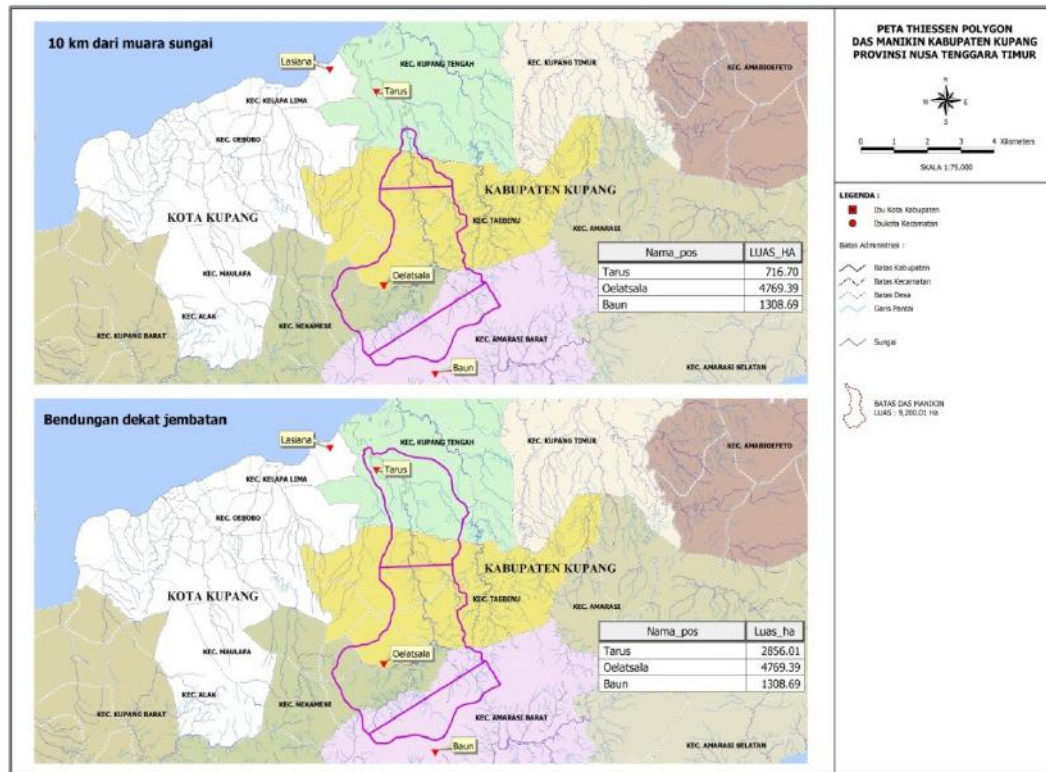 10 km dari muara sungai
Lasiana
Tarus
KEC. KUPANG TENGAH
KEC. KUPANG TIMUR
KEC. AMABIOEFETO
KEC. KELAPA LIMA
KEC. OEBOBO
KOTA KUPANG
KABUPATEN KUPANG
KEC. TAEBENU
KEC. AMARASI
KEC. MAULAFA
Oelatsala
KEC. ALAK
KEC. NEKAMESE
KEC. KUPANG BARAT
KEC. AMARASI BARAT
Baun
KEC. AMARASI SELATAN
Nama_pos LUAS_HA
Tarus 716.70
Oelatsala 4769.39
Baun 1308.69
Bendungan dekat jembatan
Lasiana
Tarus
KEC. KUPANG TENGAH
KEC. KUPANG TIMUR
KEC. AMABIOEFETO
KEC. KELAPA LIMA
KEC. OEBOBO
KOTA KUPANG
KABUPATEN KUPANG
KEC. TAEBENU
KEC. AMARASI
KEC. MAULAFA
Oelatsala
KEC. ALAK
KEC. NEKAMESE
KEC. KUPANG BARAT
KEC. AMARASI BARAT
Baun
KEC. AMARASI SELATAN
Nama_pos Luas_ha
Tarus 2856.01
Oelatsala 4769.39
Baun 1308.69
PETA THIESSEN POLYGON
DAS MANIKIN KABUPATEN KUPANG
PROVINSI NUSA TENGGARA TIMUR
N
W E
S
0 1 2 3 4 Kilometers
SKALA 1:75,000
LEGENDA :
Ibu Kota Kabupaten
Ibukota Kecamatan
Batas Administrasi :
Batas Kabupaten
Batas Kecamatan
Batas Desa
Garis Pantai
Sungai
BATAS DAS MANIKIN
LUAS : 9,200.01 Ha